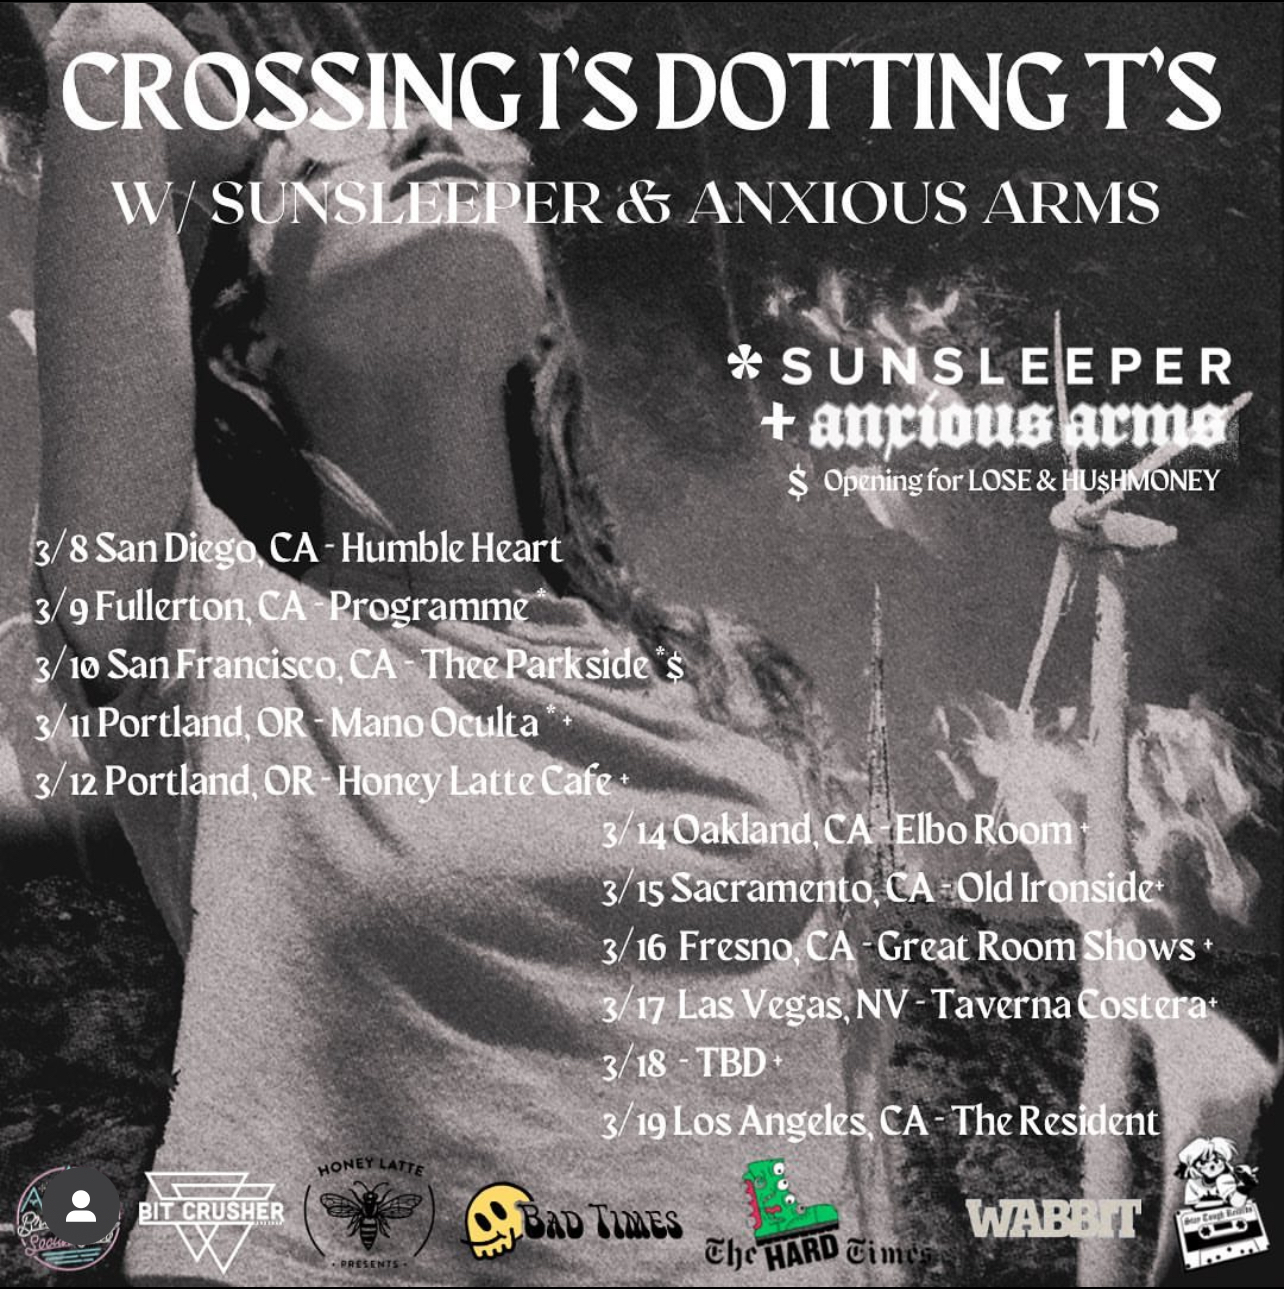 CROSSING I'S DOTTING T'S
W/ SUNSLEEPER & ANXIOUS ARMS
* SUNSLEEPER
+ anxious arms
$ Opening for LOSE & HU$HMONEY
3/8 San Diego, CA - Humble Heart
3/9 Fullerton, CA - Programme *
3/10 San Francisco, CA - Thee Parkside *$
3/11 Portland, OR - Mano Oculta * +
3/12 Portland, OR - Honey Latte Cafe +
3/14 Oakland, CA - Elbo Room +
3/15 Sacramento, CA - Old Ironside+
3/16 Fresno, CA - Great Room Shows +
3/17 Las Vegas, NV - Taverna Costera+
3/18 - TBD +
3/19 Los Angeles, CA - The Resident
BIT CRUSHER
HONEY LATTE
· PRESENTS ·
BAD TIMES
The HARD Times
WABBIT
Stay Tough Records